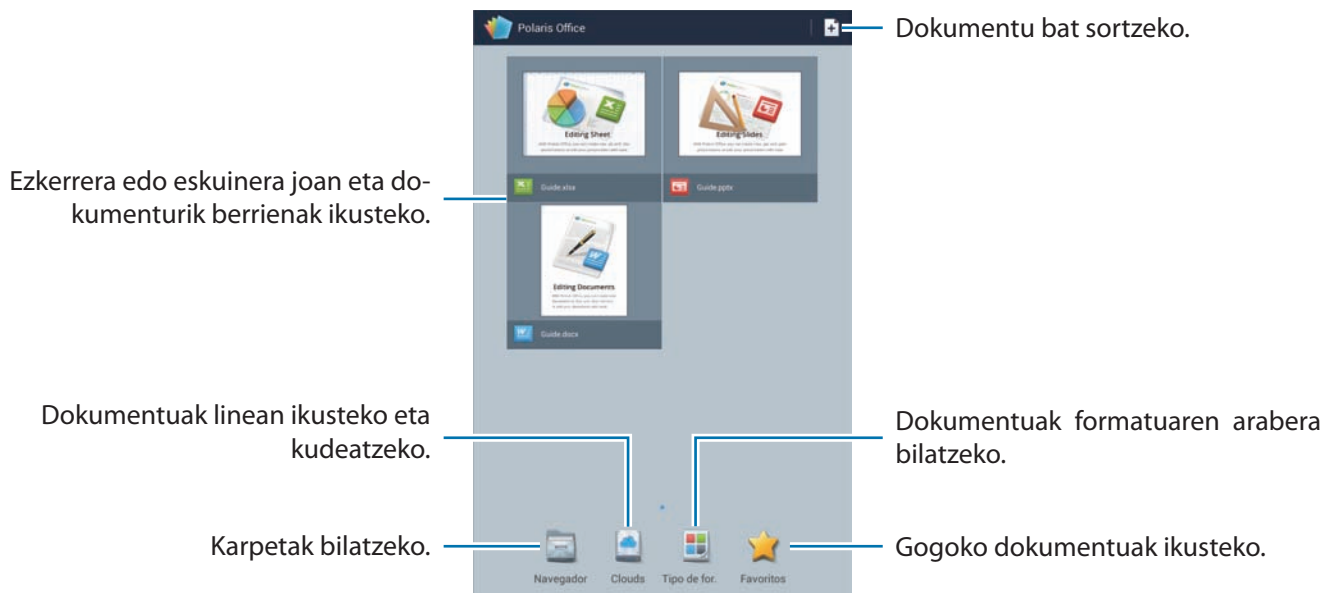 Polaris Office
Dokumentu bat sortzeko.
Editing Sheet
Editing Slides
Ezkerrera edo eskuinera joan eta do-
kumenturik berrienak ikusteko.
Guide.xlsx
Guide.pptx
Editing Documents
Guide.docx
Dokumentuak linean ikusteko eta
kudeatzeko.
Dokumentuak formatuaren arabera
bilatzeko.
Karpetak bilatzeko.
Gogoko dokumentuak ikusteko.
Navegador Clouds Tipo de for. Favoritos